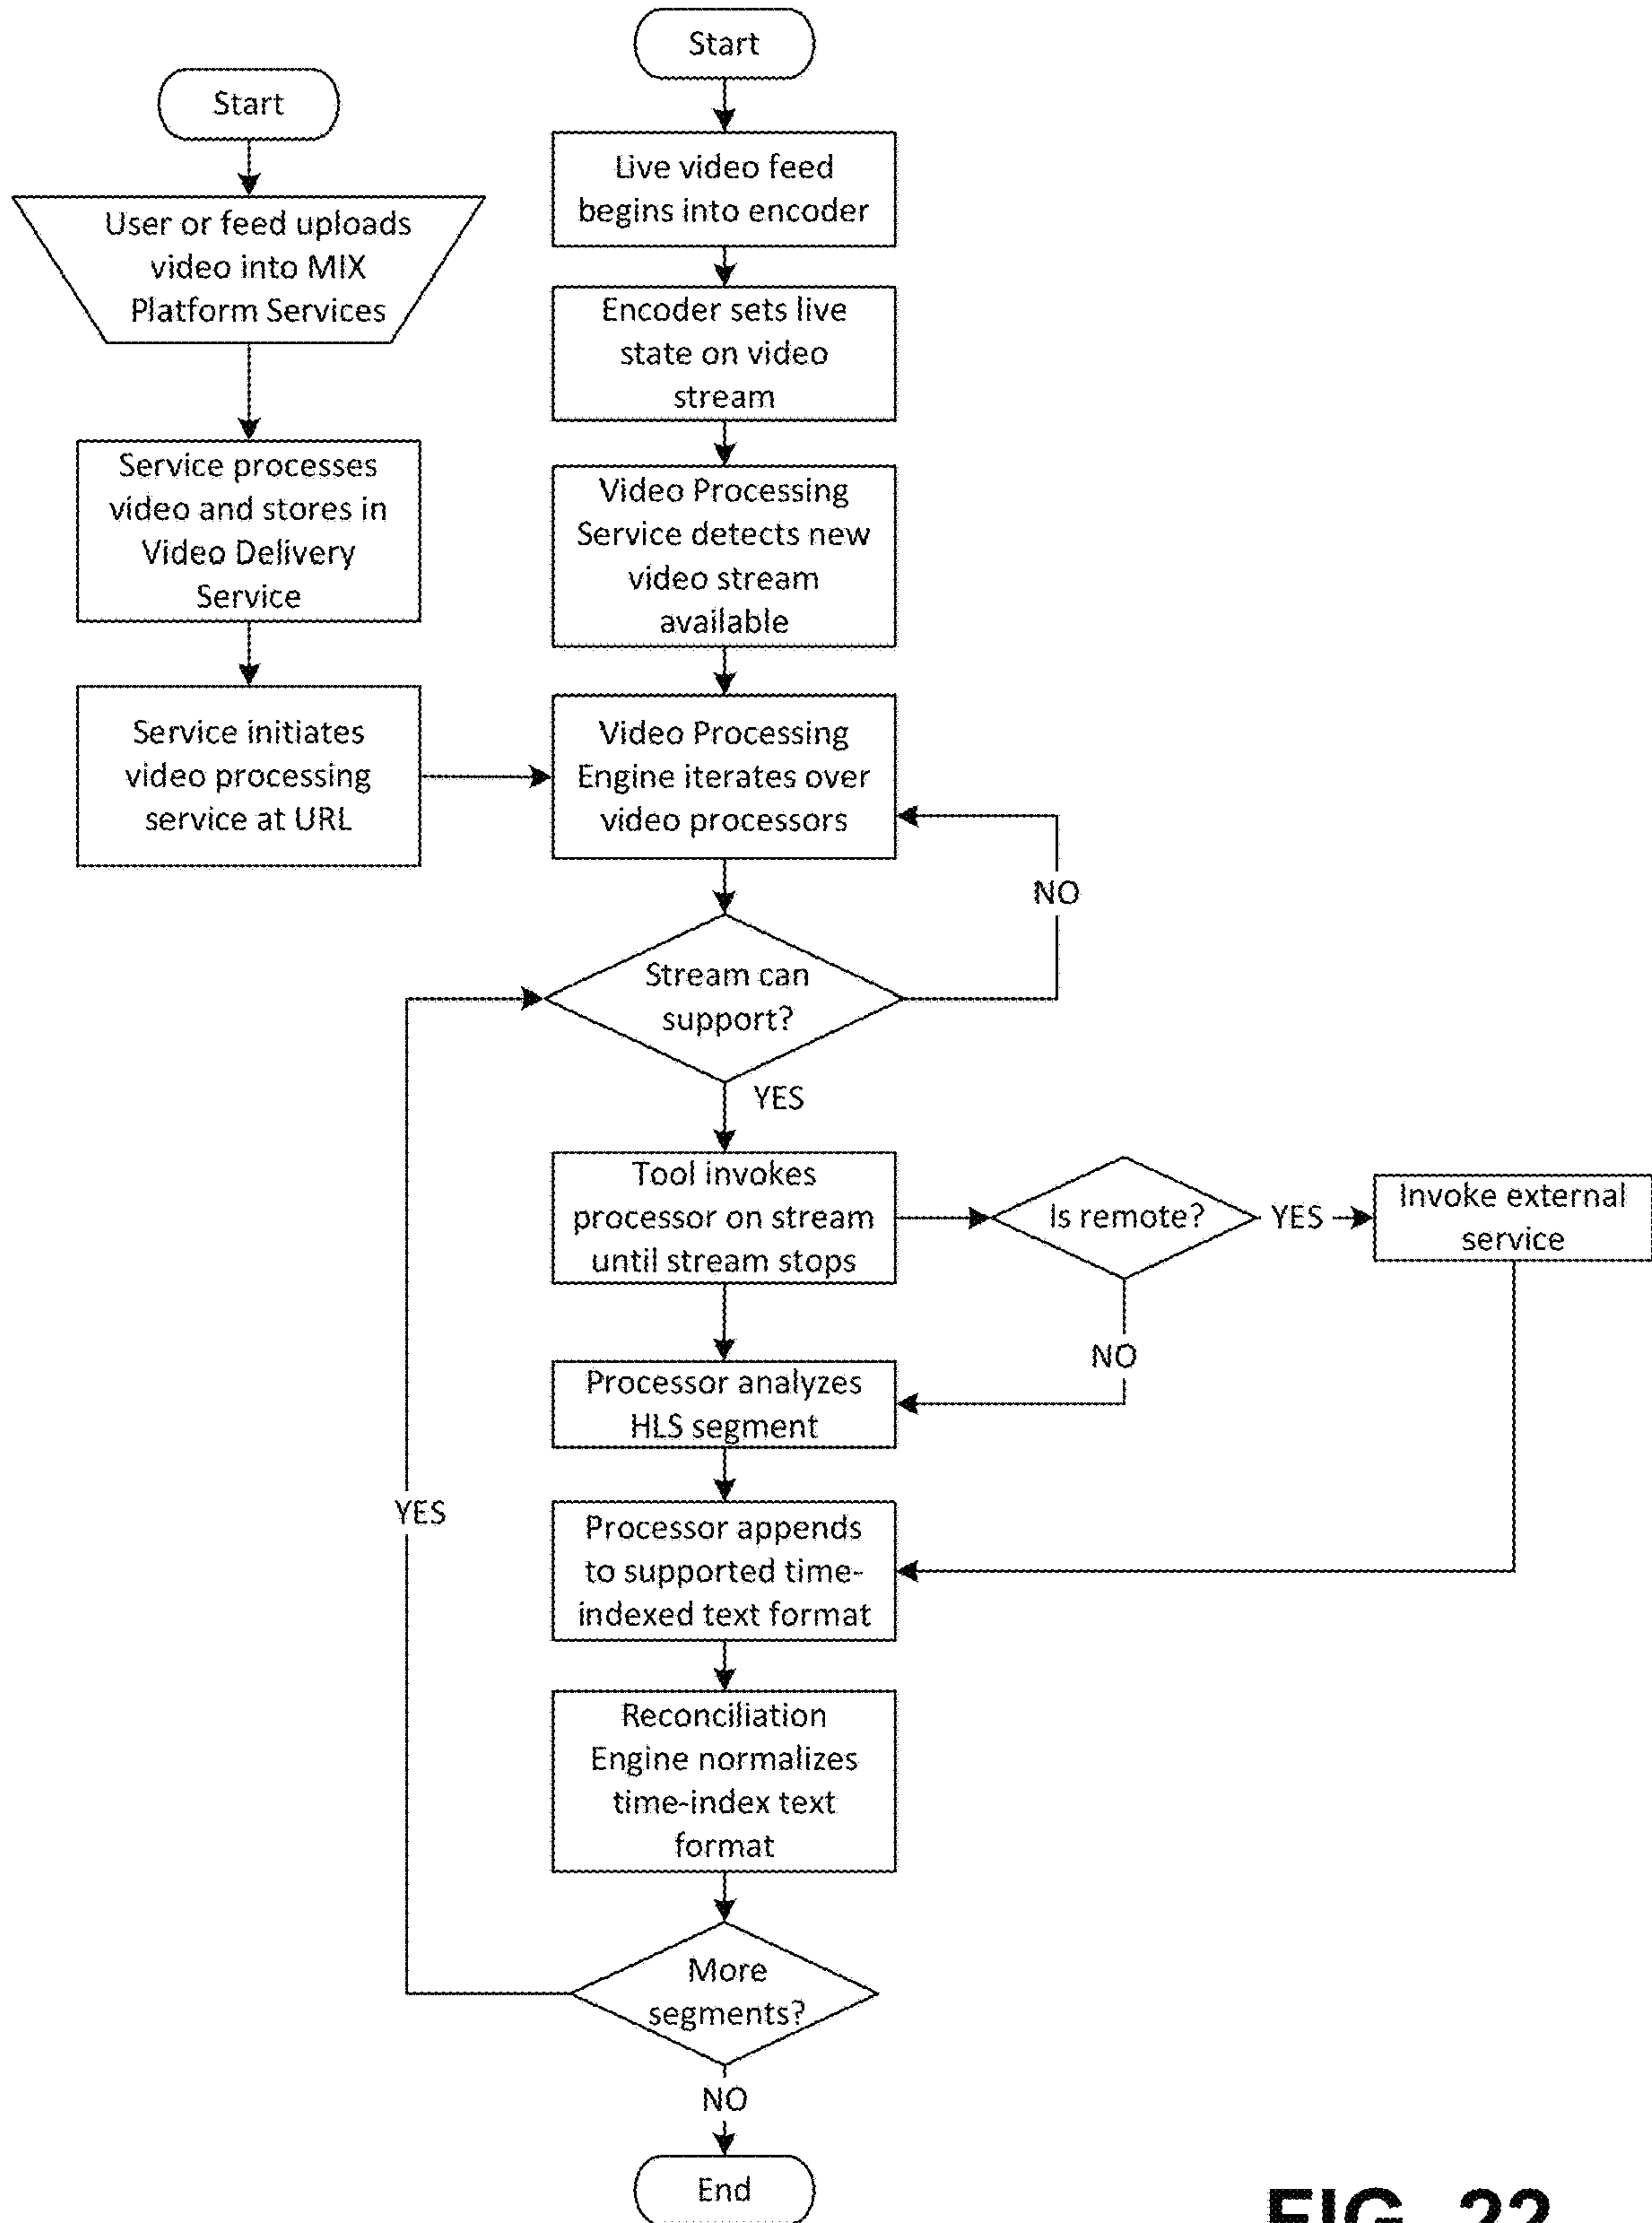 Start
User or feed uploads
video into MIX
Platform Services
Service processes
video and stores in
Video Delivery
Service
Service initiates
video processing
service at URL
Start
Live video feed
begins into encoder
Encoder sets live
state on video
stream
Video Processing
Service detects new
video stream
available
Video Processing
Engine iterates over
video processors
NO
Stream can
support?
YES
Tool invokes
processor on stream
until stream stops
Is remote?
YES
Invoke external
service
NO
Processor analyzes
HLS segment
YES
Processor appends
to supported time-
indexed text format
Reconciliation
Engine normalizes
time-index text
format
More
segments?
NO
End
FIG. 22